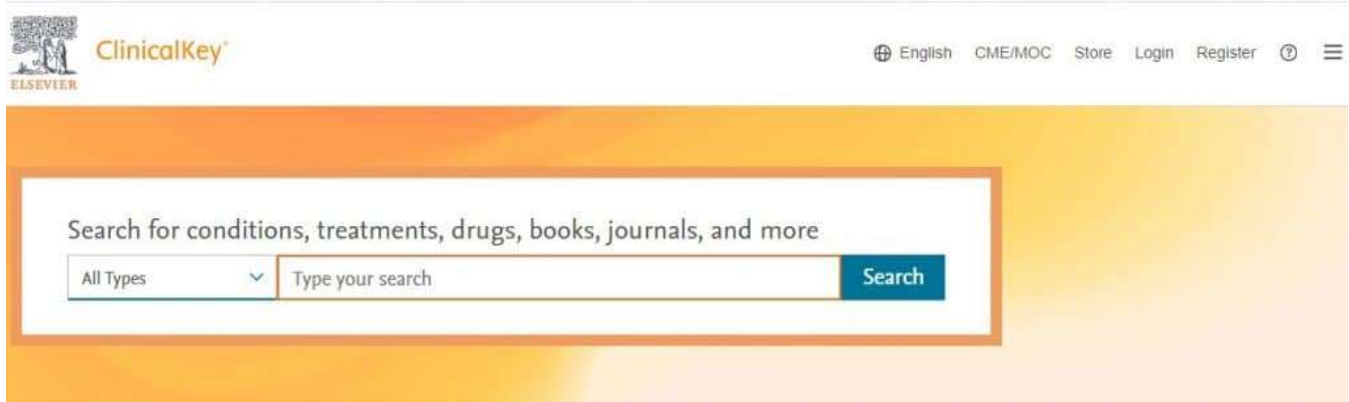 ELSEVIER
ClinicalKey®
English CME/MOC Store Login Register ?
Search for conditions, treatments, drugs, books, journals, and more
All Types Type your search Search